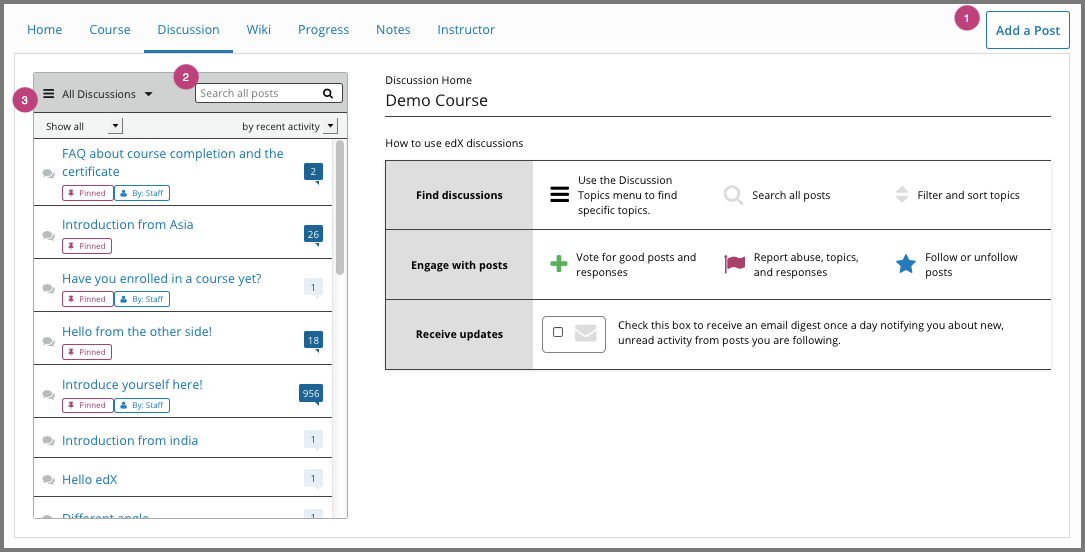 Home Course Discussion Wiki Progress Notes Instructor
1
Add a Post
2
3
All Discussions
Search all posts
Show all
by recent activity
FAQ about course completion and the
certificate
2
Pinned
By: Staff
Introduction from Asia
26
Pinned
Have you enrolled in a course yet?
1
Pinned
By: Staff
Hello from the other side!
18
Pinned
Introduce yourself here!
956
Pinned
By: Staff
Introduction from india
1
Hello edX
1
Different angle
1
Discussion Home
Demo Course
How to use edX discussions
Find discussions
Use the Discussion
Topics menu to find
specific topics.
Search all posts
Filter and sort topics
Engage with posts
Vote for good posts and
responses
Report abuse, topics,
and responses
Follow or unfollow
posts
Receive updates
Check this box to receive an email digest once a day notifying you about new,
unread activity from posts you are following.